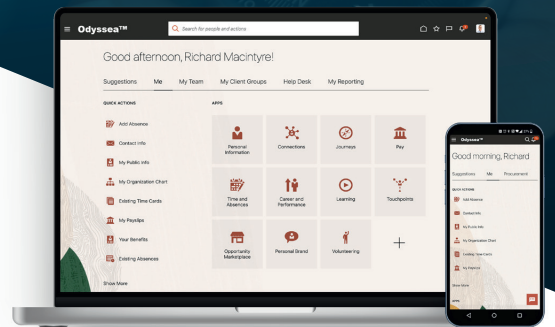 Odyssea™
Search for people and actions
Good afternoon, Richard Macintyre!
Suggestions Me My Team My Client Groups Help Desk My Reporting
QUICK ACTIONS
Add Absence
Contact Info
My Public Info
My Organization Chart
Existing Time Cards
My Payslips
Your Benefits
Existing Absences
Show More
APPS
Personal
Information
Connections
Journeys
Pay
Time and
Absences
Career and
Performance
Learning
Touchpoints
Opportunity
Marketplace
Personal Brand
Volunteering
Odyssea™
Good morning, Richard
Suggestions Me Procurement
QUICK ACTIONS
Add Absence
Contact Info
My Public Info
My Organization Chart
Existing Time Cards
My Payslips
Show More
APPS